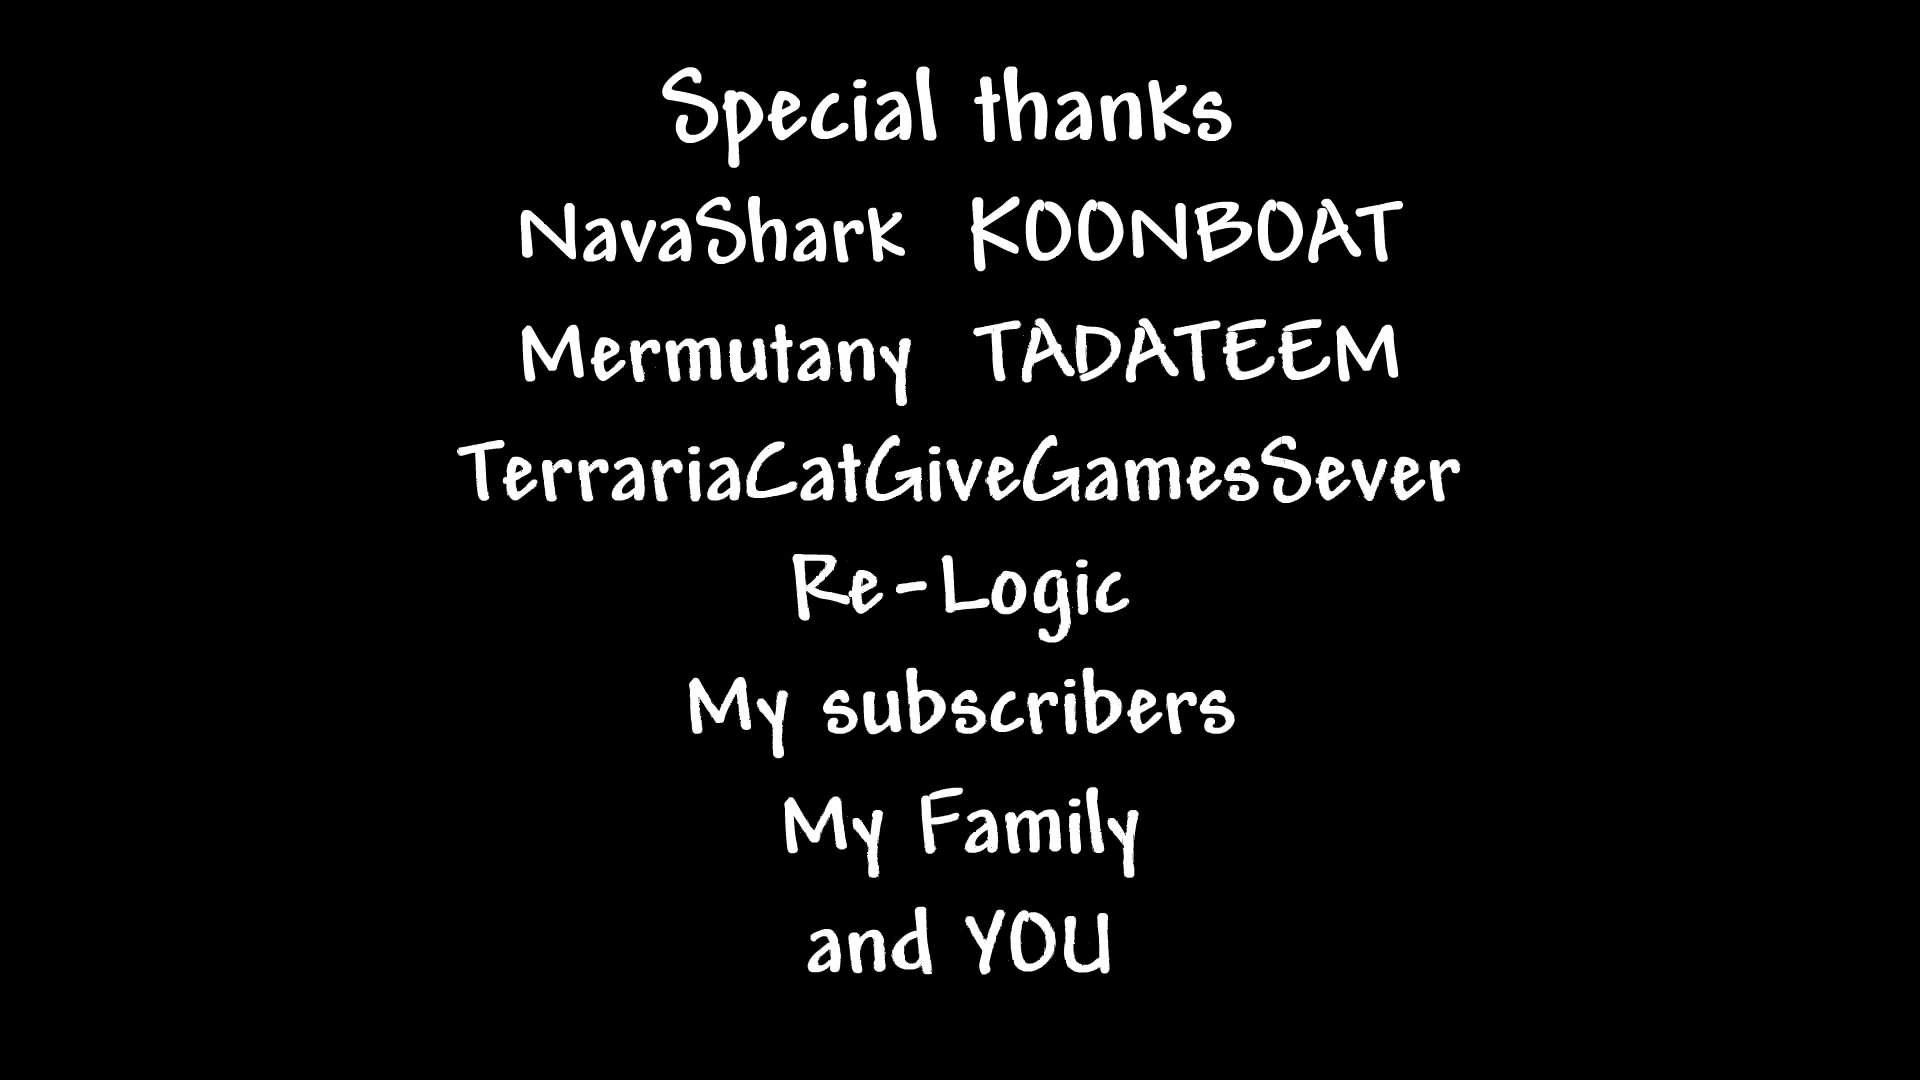 Special thanks
NavaShark KOONBOAT
Mermutany TADATEEM
TerrariaCatGiveGamesSever
Re-Logic
My subscribers
My Family
and YOU